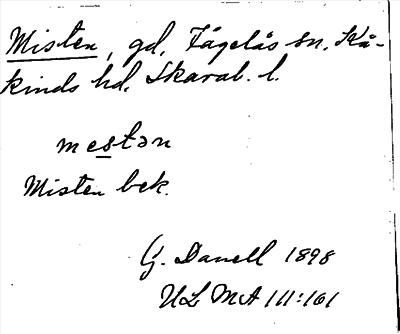 Misten, gd, Fågelås sn. Kå-
kinds hd, Skarab. l.
mestən
Misten bek.
G. Danell 1898
ULMA 111:161